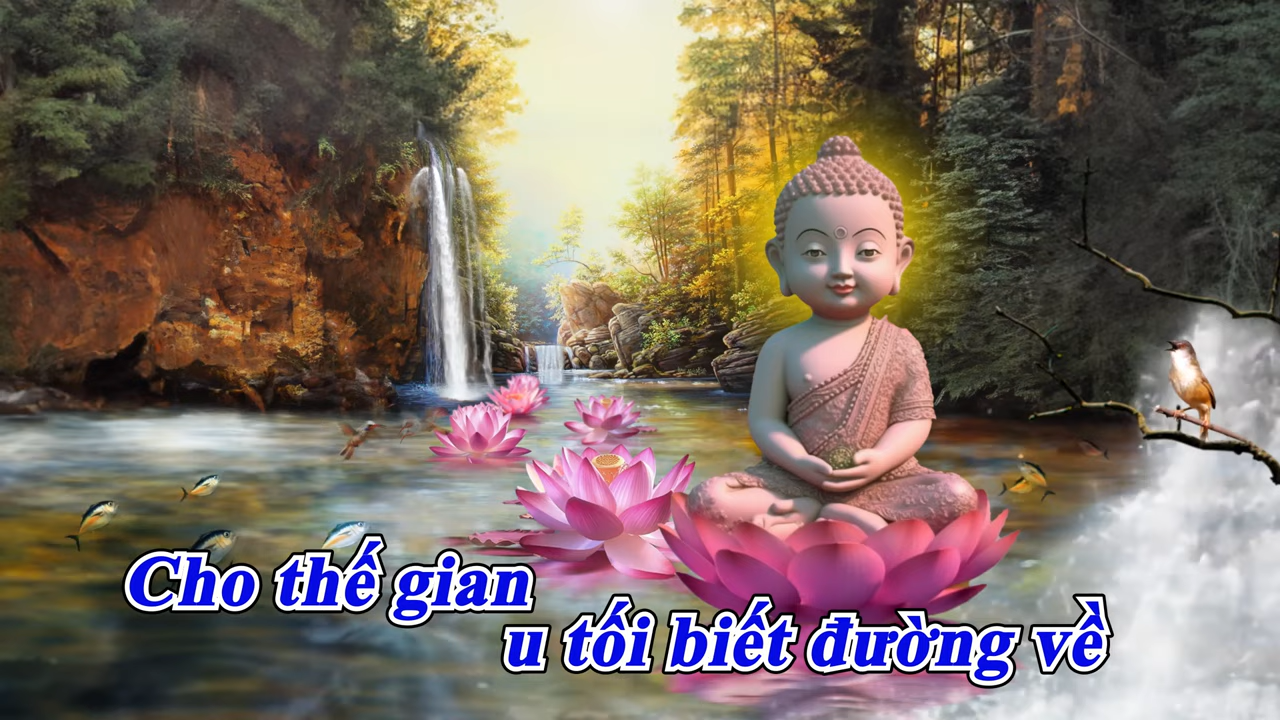 Cho thế gian
u tối biết đường về